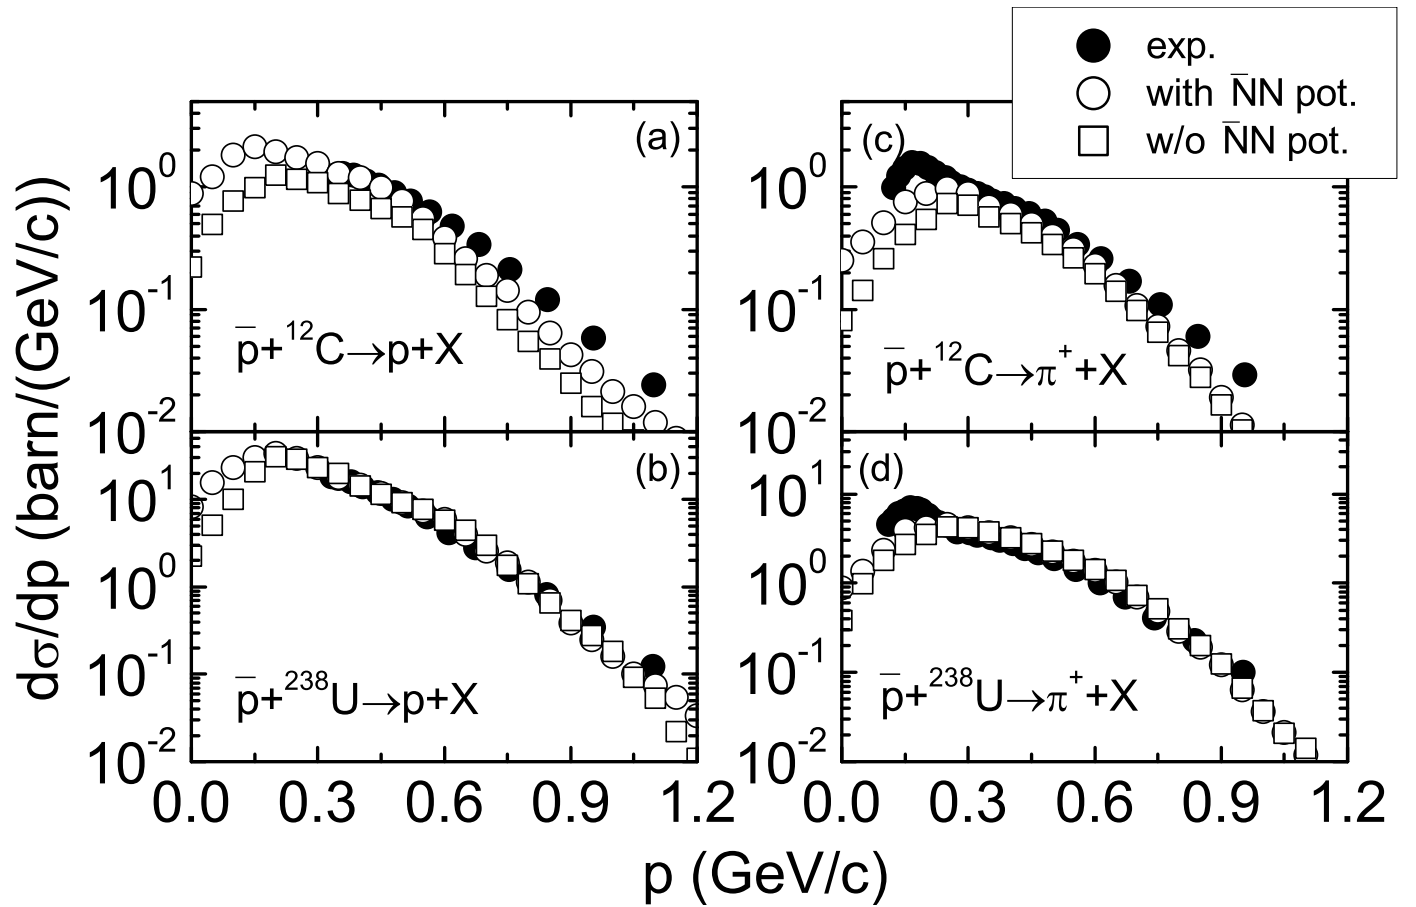 exp.
with N̄N pot.
w/o N̄N pot.
dσ/dp (barn/(GeV/c))
(a)
10⁰
10⁻¹
10⁻²
p̄+¹²C→p+X
(c)
10⁰
10⁻¹
10⁻²
p̄+¹²C→π⁺+X
(b)
10¹
10⁰
10⁻¹
10⁻²
p̄+²³⁸U→p+X
(d)
10¹
10⁰
10⁻¹
10⁻²
p̄+²³⁸U→π⁺+X
0.0 0.3 0.6 0.9 1.2
0.0 0.3 0.6 0.9 1.2
p (GeV/c)